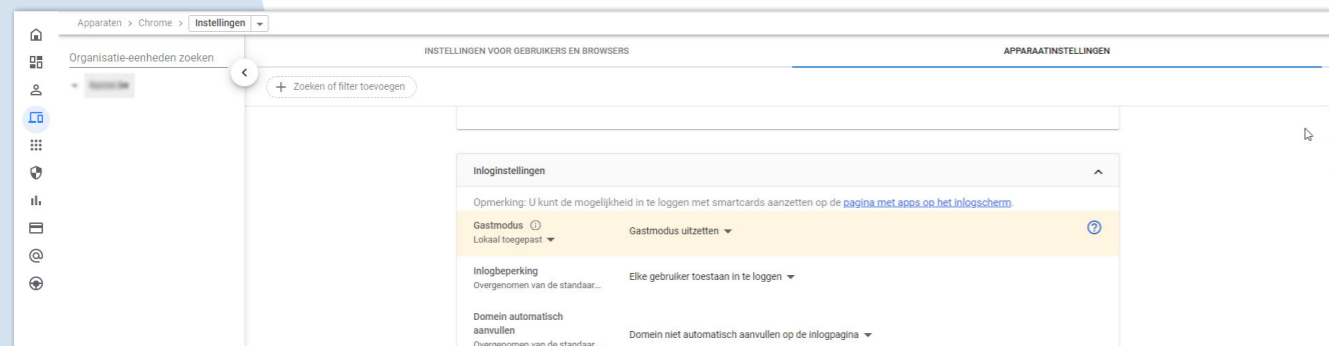 Apparaten > Chrome > Instellingen
Organisatie-eenheden zoeken
INSTELLINGEN VOOR GEBRUIKERS EN BROWSERS
APPARAATINSTELLINGEN
+ Zoeken of filter toevoegen
Inloginstellingen
Opmerking: U kunt de mogelijkheid in te loggen met smartcards aanzetten op de pagina met apps op het inlogscherm.
Gastmodus
Lokaal toegepast
Gastmodus uitzetten
Inlogbeperking
Overgenomen van de standaar...
Elke gebruiker toestaan in te loggen
Domein automatisch
aanvullen
Overgenomen van de standaar...
Domein niet automatisch aanvullen op de inlogpagina